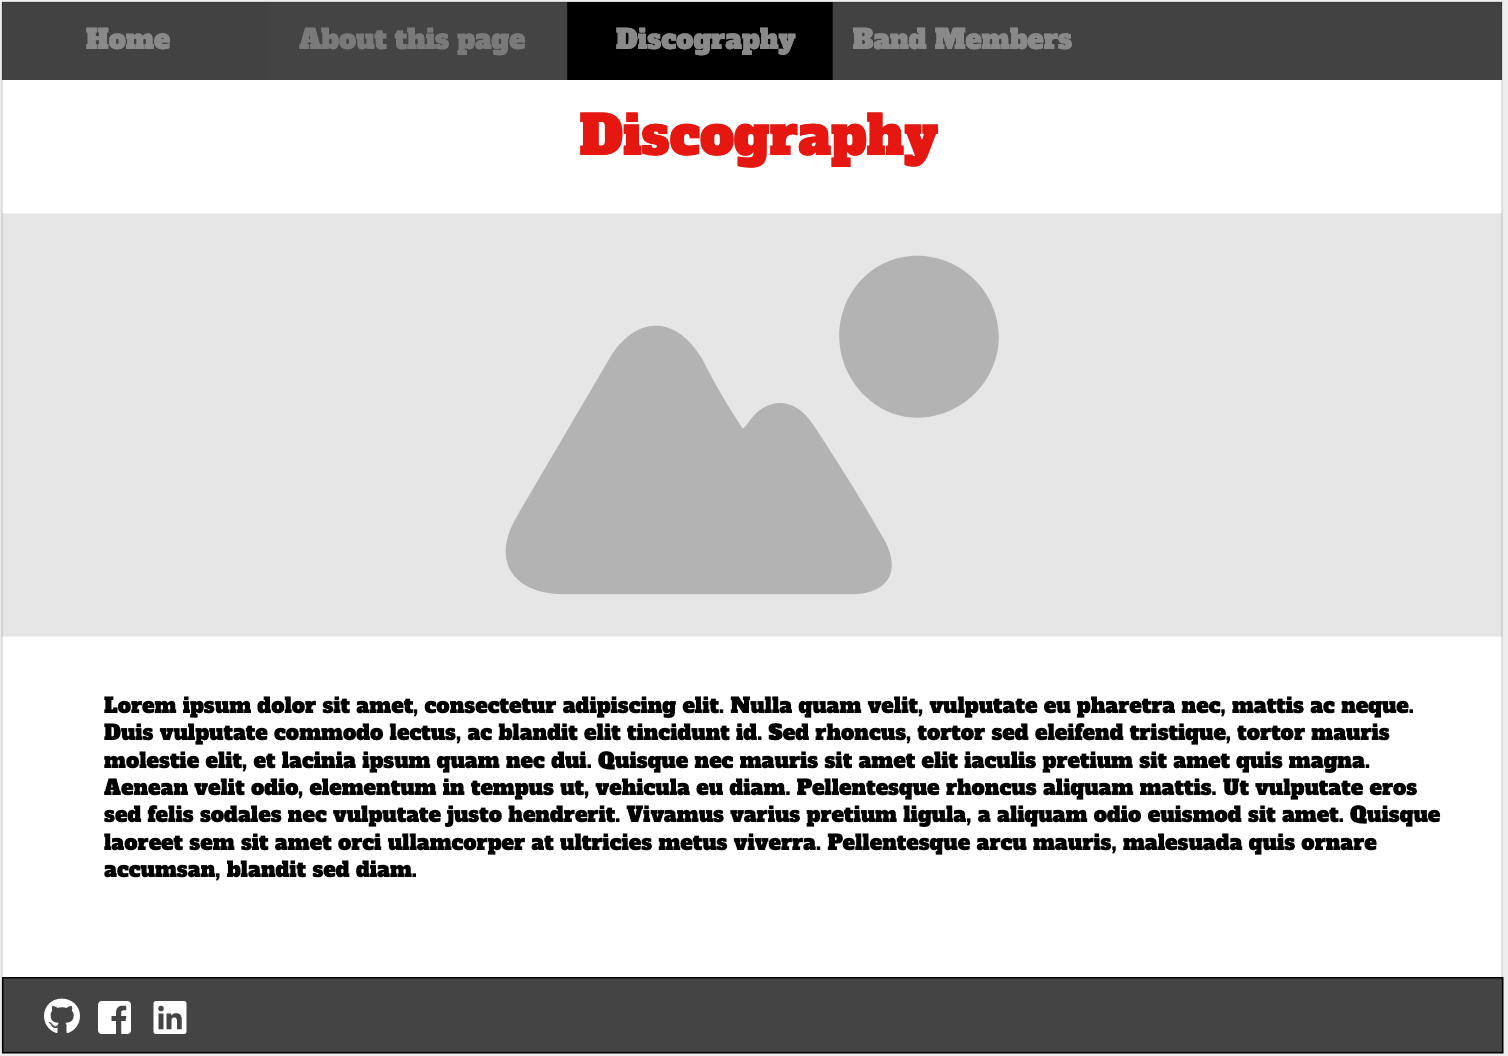 Home About this page Discography Band Members
Discography
Lorem ipsum dolor sit amet, consectetur adipiscing elit. Nulla quam velit, vulputate eu pharetra nec, mattis ac neque.
Duis vulputate commodo lectus, ac blandit elit tincidunt id. Sed rhoncus, tortor sed eleifend tristique, tortor mauris
molestie elit, et lacinia ipsum quam nec dui. Quisque nec mauris sit amet elit iaculis pretium sit amet quis magna.
Aenean velit odio, elementum in tempus ut, vehicula eu diam. Pellentesque rhoncus aliquam mattis. Ut vulputate eros
sed felis sodales nec vulputate justo hendrerit. Vivamus varius pretium ligula, a aliquam odio euismod sit amet. Quisque
laoreet sem sit amet orci ullamcorper at ultricies metus viverra. Pellentesque arcu mauris, malesuada quis ornare
accumsan, blandit sed diam.